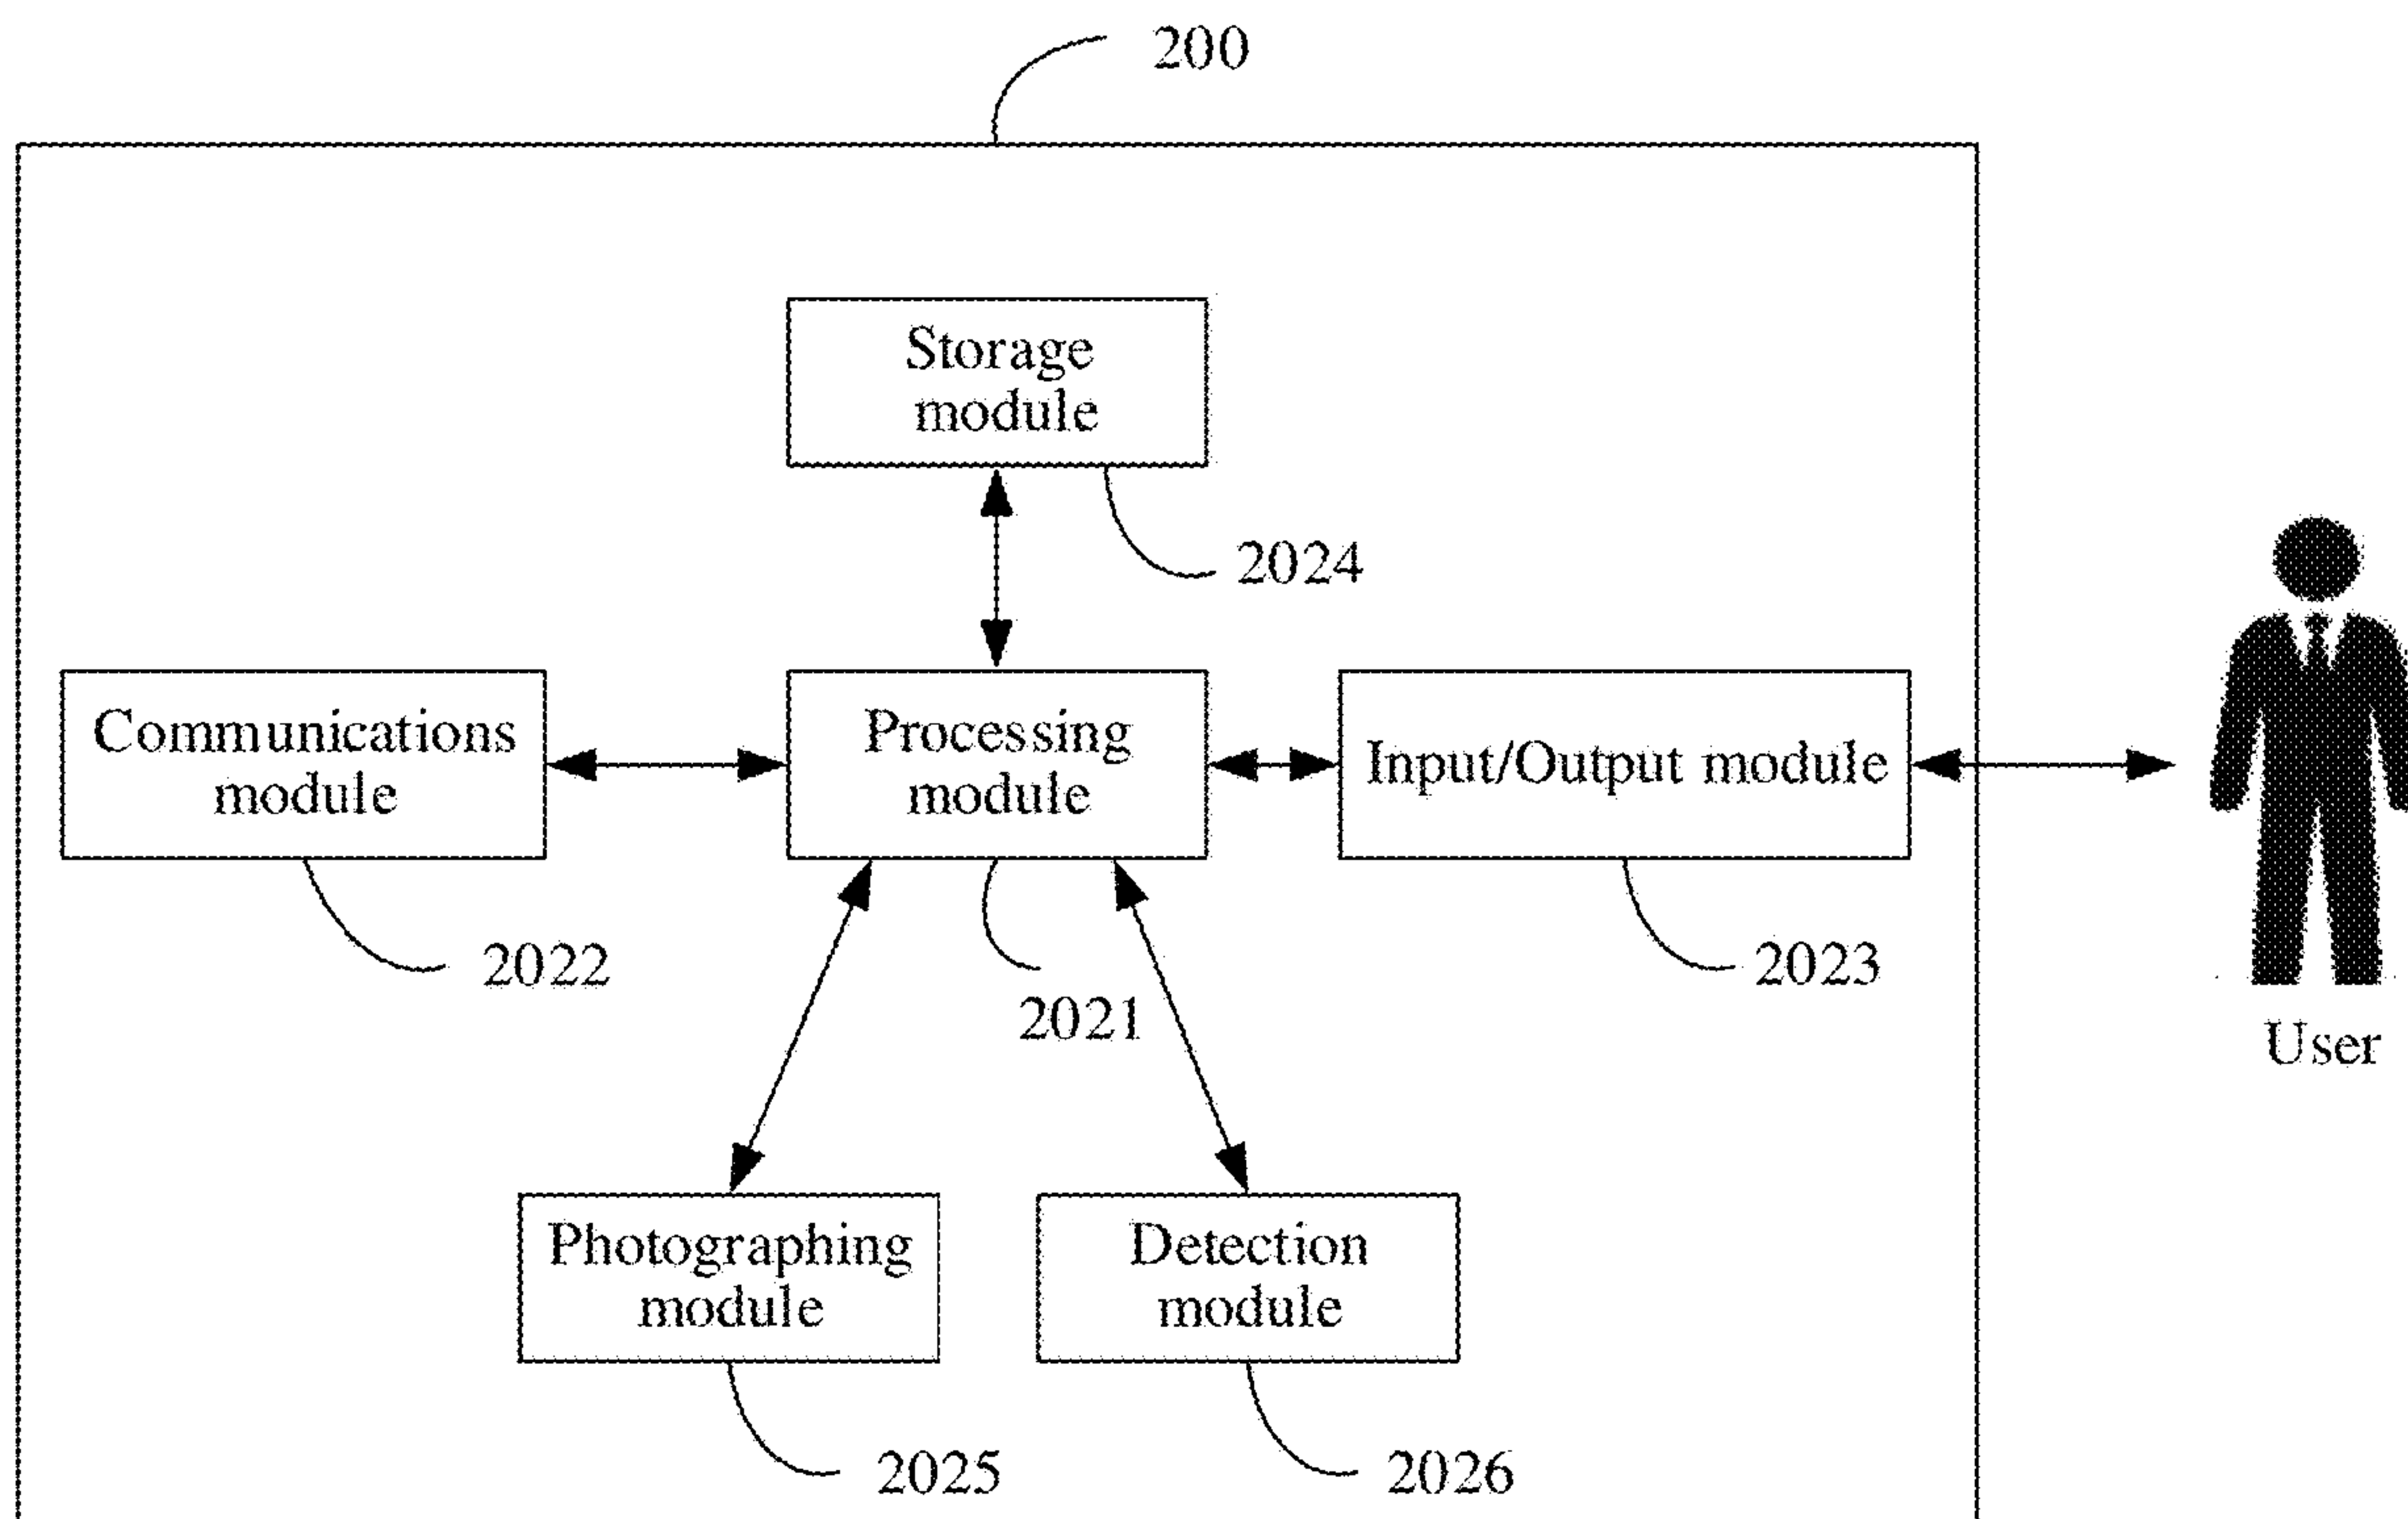 200
Storage
module
2024
Communications
module
Processing
module
Input/Output module
2022
2021
2023
User
Photographing
module
Detection
module
2025
2026